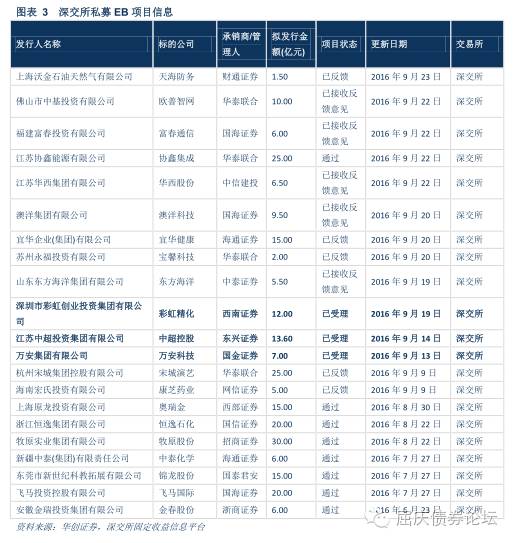 图表 3 深交所私募 EB 项目信息
发行人名称 标的公司 承销商/管理人 拟发行金额(亿元) 项目状态 更新日期 交易所
上海沃金石油天然气有限公司 天海防务 财通证券 1.50 已反馈 2016 年 9 月 23 日 深交所
佛山市中基投资有限公司 欧普智网 华泰联合 10.00 已接收反馈意见 2016 年 9 月 22 日 深交所
福建富春投资有限公司 富春通信 国海证券 6.00 已接收反馈意见 2016 年 9 月 22 日 深交所
江苏协鑫能源有限公司 协鑫集成 华泰联合 25.00 通过 2016 年 9 月 22 日 深交所
江苏华西集团有限公司 华西股份 中信建投 6.50 已接收反馈意见 2016 年 9 月 22 日 深交所
澳洋集团有限公司 澳洋科技 国海证券 9.50 已接收反馈意见 2016 年 9 月 20 日 深交所
宜华企业(集团)有限公司 宜华健康 海通证券 15.00 已反馈 2016 年 9 月 20 日 深交所
苏州永福投资有限公司 宝馨科技 华泰联合 2.00 已反馈 2016 年 9 月 20 日 深交所
山东东方海洋集团有限公司 东方海洋 中泰证券 5.50 已接收反馈意见 2016 年 9 月 19 日 深交所
深圳市彩虹创业投资集团有限公司 彩虹精化 西南证券 12.00 已受理 2016 年 9 月 19 日 深交所
江苏中超投资集团有限公司 中超控股 东兴证券 13.60 已受理 2016 年 9 月 14 日 深交所
万安集团有限公司 万安科技 国金证券 7.00 已受理 2016 年 9 月 13 日 深交所
杭州宋城集团控股有限公司 宋城演艺 华泰联合 25.00 已反馈 2016 年 9 月 9 日 深交所
海南宏氏投资有限公司 康芝药业 网信证券 5.00 已反馈 2016 年 9 月 9 日 深交所
上海原龙投资有限公司 奥瑞金 西部证券 15.00 通过 2016 年 8 月 30 日 深交所
浙江恒逸集团有限公司 恒逸石化 国信证券 20.00 通过 2016 年 8 月 22 日 深交所
牧原实业集团有限公司 牧原股份 招商证券 30.00 通过 2016 年 8 月 22 日 深交所
新疆中泰(集团)有限责任公司 中泰化学 海通证券 6.00 通过 2016 年 7 月 27 日 深交所
东莞市新世纪科教拓展有限公司 锦龙股份 国泰君安 15.00 通过 2016 年 7 月 27 日 深交所
飞马投资控股有限公司 飞马国际 国海证券 20.00 通过 2016 年 7 月 27 日 深交所
安徽金瑞投资集团有限公司 金春股份 浙商证券 6.00 通过 2016 年 6 月 23 日 深交所
资料来源：华创证券，深交所固定收益信息平台
屈庆债券论坛